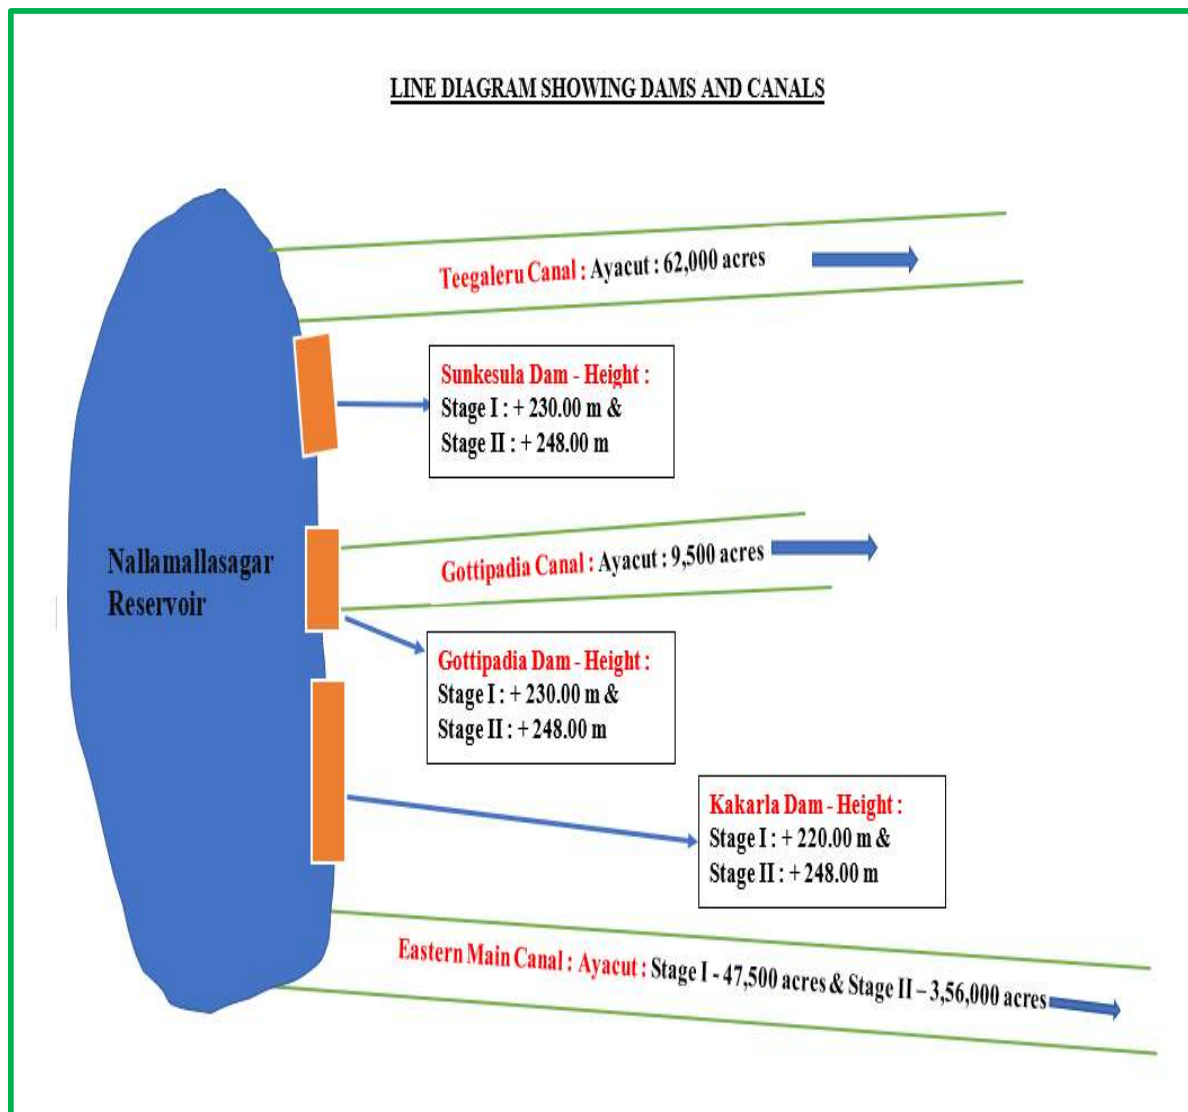 LINE DIAGRAM SHOWING DAMS AND CANALS
Teegaleru Canal : Ayacut : 62,000 acres
Sunkesula Dam - Height :
Stage I : + 230.00 m &
Stage II : + 248.00 m
Nallamallasagar
Reservoir
Gottipadia Canal : Ayacut : 9,500 acres
Gottipadia Dam - Height :
Stage I : + 230.00 m &
Stage II : + 248.00 m
Kakarla Dam - Height :
Stage I : + 220.00 m &
Stage II : + 248.00 m
Eastern Main Canal : Ayacut : Stage I - 47,500 acres & Stage II – 3,56,000 acres